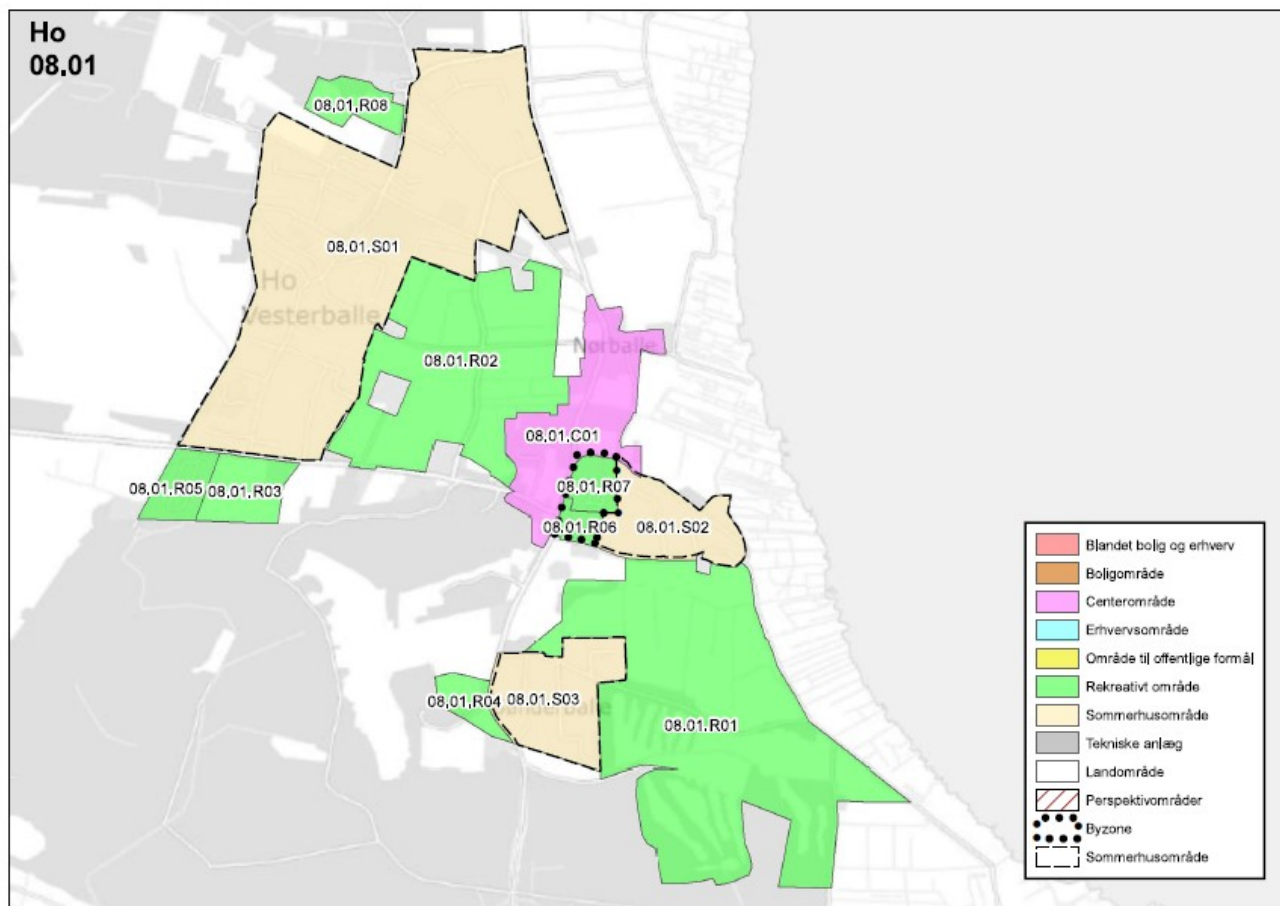 Ho
08.01
08.01.R08
08.01.S01
Ho
Vesterballe
08.01.R02
Nørballe
08.01.C01
08.01.R05
08.01.R03
08.01.R07
08.01.R06
08.01.S02
08.01.R04
08.01.S03
08.01.R01
Blandet bolig og erhverv
Boligområde
Centerområde
Erhvervsområde
Område til offentlige formål
Rekreativt område
Sommerhusområde
Tekniske anlæg
Landområde
Perspektivområder
Byzone
Sommerhusområde